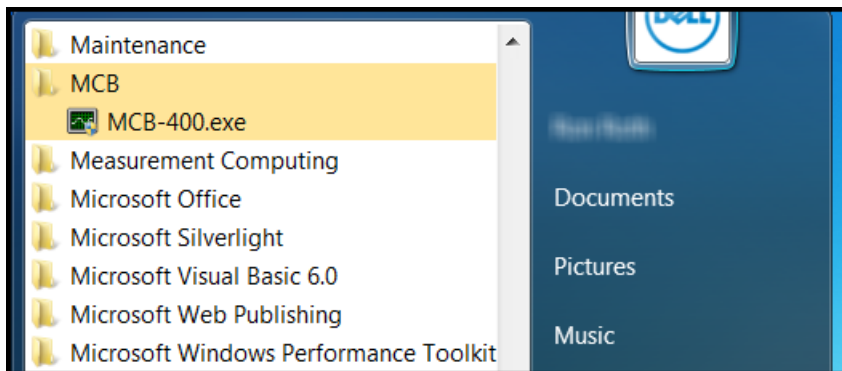 Maintenance
MCB
MCB-400.exe
Measurement Computing
Microsoft Office
Microsoft Silverlight
Microsoft Visual Basic 6.0
Microsoft Web Publishing
Microsoft Windows Performance Toolkit
DELL
Documents
Pictures
Music